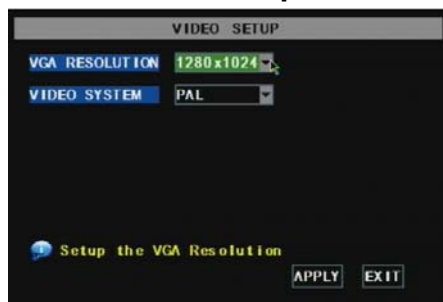 VIDEO SETUP
VGA RESOLUTION 1280x1024
VIDEO SYSTEM PAL
Setup the VGA Resolution
APPLY EXIT